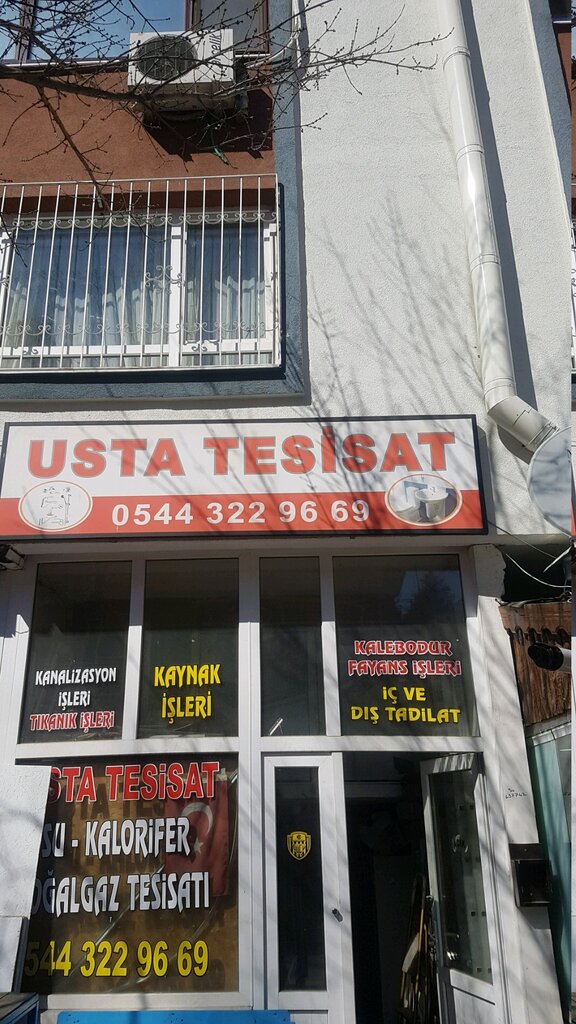 USTA TESİSAT
0544 322 96 69
KANALİZASYON
İŞLERİ
TIKANIK İŞLERİ
KAYNAK
İŞLERİ
KALEBODUR
FAYANS İŞLERİ
İÇ VE
DIŞ TADİLAT
STA TESİSAT
SU - KALORİFER
OĞALGAZ TESİSATI
544 322 96 69